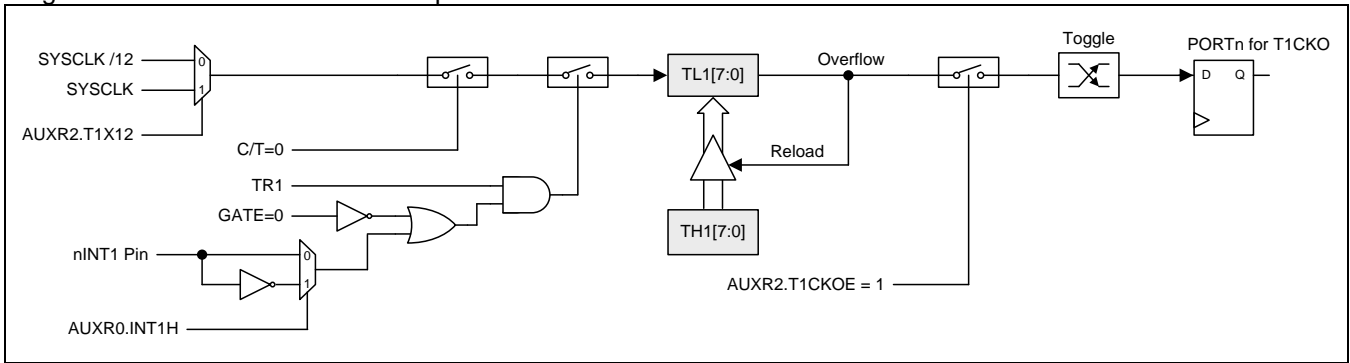 Toggle
PORTn for T1CKO
SYSCLK /12
0
Overflow
TL1[7:0]
D Q
SYSCLK
1
AUXR2.T1X12
C/T=0
Reload
TR1
GATE=0
TH1[7:0]
nINT1 Pin
0
1
AUXR2.T1CKOE = 1
AUXR0.INT1H